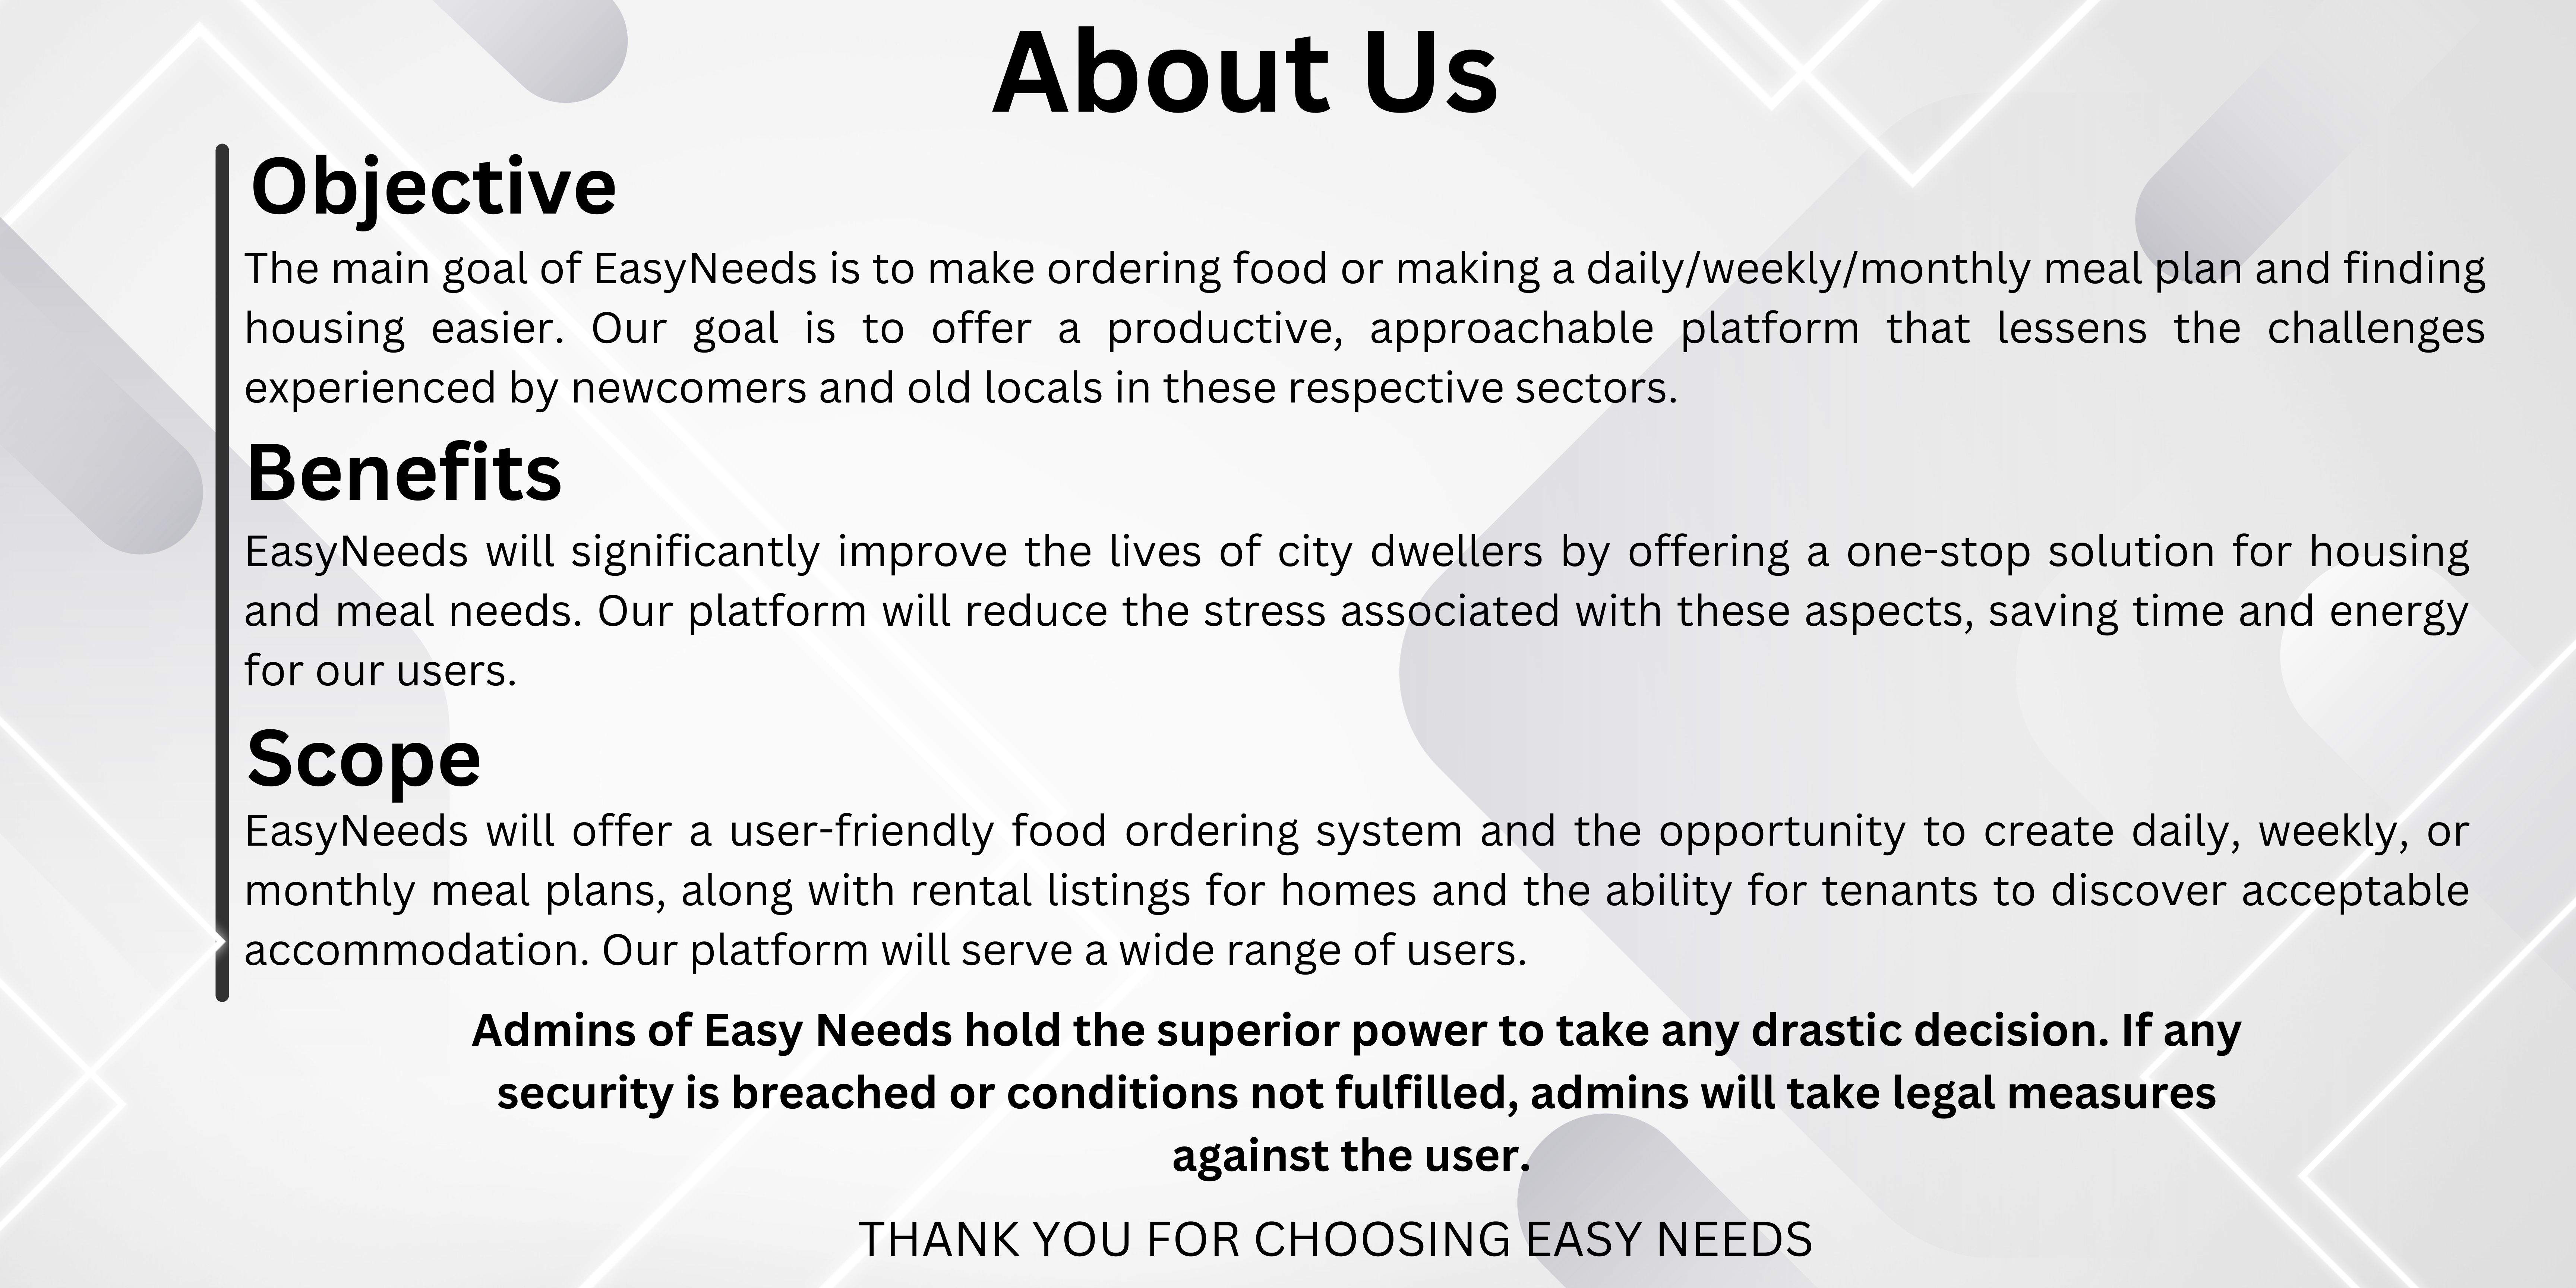 About Us
Objective
The main goal of EasyNeeds is to make ordering food or making a daily/weekly/monthly meal plan and finding
housing easier. Our goal is to offer a productive, approachable platform that lessens the challenges
experienced by newcomers and old locals in these respective sectors.
Benefits
EasyNeeds will significantly improve the lives of city dwellers by offering a one-stop solution for housing
and meal needs. Our platform will reduce the stress associated with these aspects, saving time and energy
for our users.
Scope
EasyNeeds will offer a user-friendly food ordering system and the opportunity to create daily, weekly, or
monthly meal plans, along with rental listings for homes and the ability for tenants to discover acceptable
accommodation. Our platform will serve a wide range of users.
Admins of Easy Needs hold the superior power to take any drastic decision. If any
security is breached or conditions not fulfilled, admins will take legal measures
against the user.
THANK YOU FOR CHOOSING EASY NEEDS